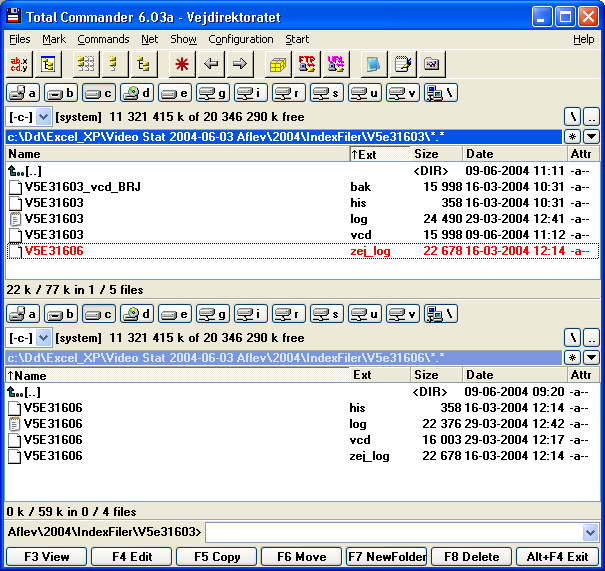 Total Commander 6.03a - Vejdirektoratet
Files Mark Commands Net Show Configuration Start Help
ab.x cd.y FTP URL
a b c d e g i r s u v \
[-c-] [system] 11 321 415 k of 20 346 290 k free \ ..
c:\Dd\Excel_XP\Video Stat 2004-06-03 Aflev\2004\IndexFiler\V5e31603\*.* *
Name ↑Ext Size Date Attr
[..] <DIR> 09-06-2004 11:11 -a--
V5E31603_vcd_BRJ bak 15 998 16-03-2004 10:31 -a--
V5E31603 his 358 16-03-2004 10:31 -a--
V5E31603 log 24 490 29-03-2004 12:41 -a--
V5E31603 vcd 15 998 09-06-2004 11:12 -a--
V5E31606 zej_log 22 678 16-03-2004 12:14 -a--
22 k / 77 k in 1 / 5 files
a b c d e g i r s u v \
[-c-] [system] 11 321 415 k of 20 346 290 k free \ ..
c:\Dd\Excel_XP\Video Stat 2004-06-03 Aflev\2004\IndexFiler\V5e31606\*.* *
↑Name Ext Size Date Attr
[..] <DIR> 09-06-2004 09:20 -a--
V5E31606 his 358 16-03-2004 12:14 -a--
V5E31606 log 22 376 29-03-2004 12:42 -a--
V5E31606 vcd 16 003 29-03-2004 12:17 -a--
V5E31606 zej_log 22 678 16-03-2004 12:14 -a--
0 k / 59 k in 0 / 4 files
Aflev\2004\IndexFiler\V5e31603>
F3 View F4 Edit F5 Copy F6 Move F7 NewFolder F8 Delete Alt+F4 Exit